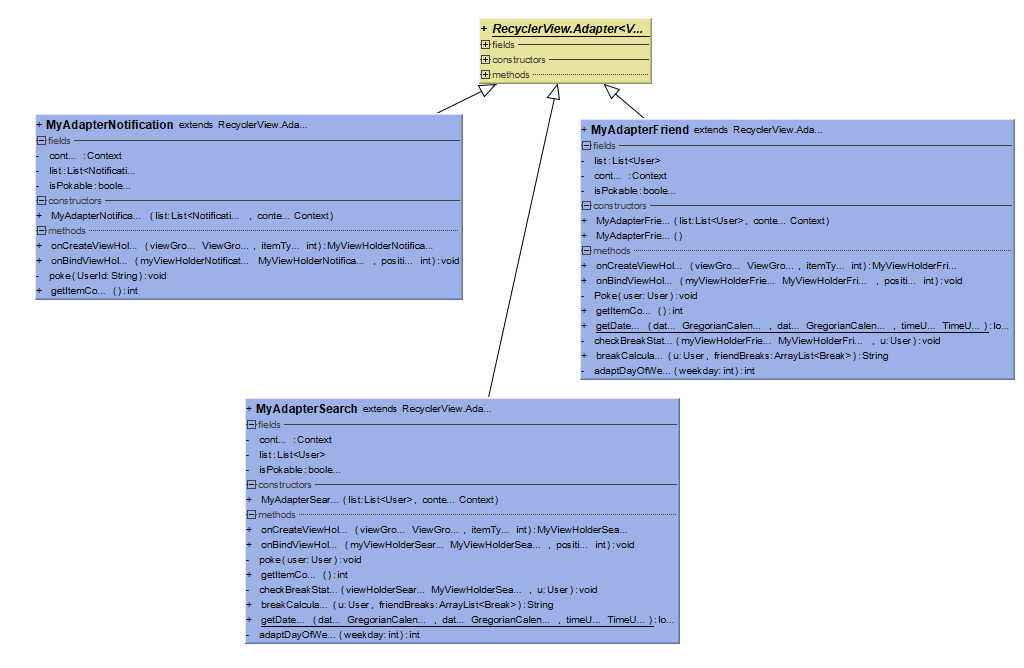 + RecyclerView.Adapter<V...
fields
constructors
methods
+ MyAdapterNotification extends RecyclerView.Ada...
fields
- cont... : Context
- list : List<Notificati...
- isPokable : boole...
constructors
+ MyAdapterNotifica... ( list: List<Notificati... , conte... Context )
methods
+ onCreateViewHol... ( viewGro... ViewGro... , itemTy... int ) : MyViewHolderNotifica...
+ onBindViewHol... ( myViewHolderNotificat... MyViewHolderNotifica... , positi... int ) : void
- poke ( UserId: String ) : void
+ getItemCo... ( ) : int
+ MyAdapterFriend extends RecyclerView.Ada...
fields
- list : List<User>
- cont... : Context
- isPokable : boole...
constructors
+ MyAdapterFrie... ( list: List<User> , conte... Context )
+ MyAdapterFrie... ( )
methods
+ onCreateViewHol... ( viewGro... ViewGro... , itemTy... int ) : MyViewHolderFri...
+ onBindViewHol... ( myViewHolderFrie... MyViewHolderFri... , positi... int ) : void
- Poke ( user: User ) : void
+ getItemCo... ( ) : int
+ getDate... ( dat... GregorianCalen... , dat... GregorianCalen... , timeU... TimeU... ) : lo...
- checkBreakStat... ( myViewHolderFrie... MyViewHolderFri... , u: User ) : void
+ breakCalcula... ( u: User , friendBreaks: ArrayList<Break> ) : String
- adaptDayOfWe... ( weekday: int ) : int
+ MyAdapterSearch extends RecyclerView.Ada...
fields
- cont... : Context
- list : List<User>
- isPokable : boole...
constructors
+ MyAdapterSear... ( list: List<User> , conte... Context )
methods
+ onCreateViewHol... ( viewGro... ViewGro... , itemTy... int ) : MyViewHolderSea...
+ onBindViewHol... ( myViewHolderSear... MyViewHolderSea... , positi... int ) : void
- poke ( user: User ) : void
+ getItemCo... ( ) : int
- checkBreakStat... ( viewHolderSear... MyViewHolderSea... , u: User ) : void
+ breakCalcula... ( u: User , friendBreaks: ArrayList<Break> ) : String
+ getDate... ( dat... GregorianCalen... , dat... GregorianCalen... , timeU... TimeU... ) : lo...
- adaptDayOfWe... ( weekday: int ) : int